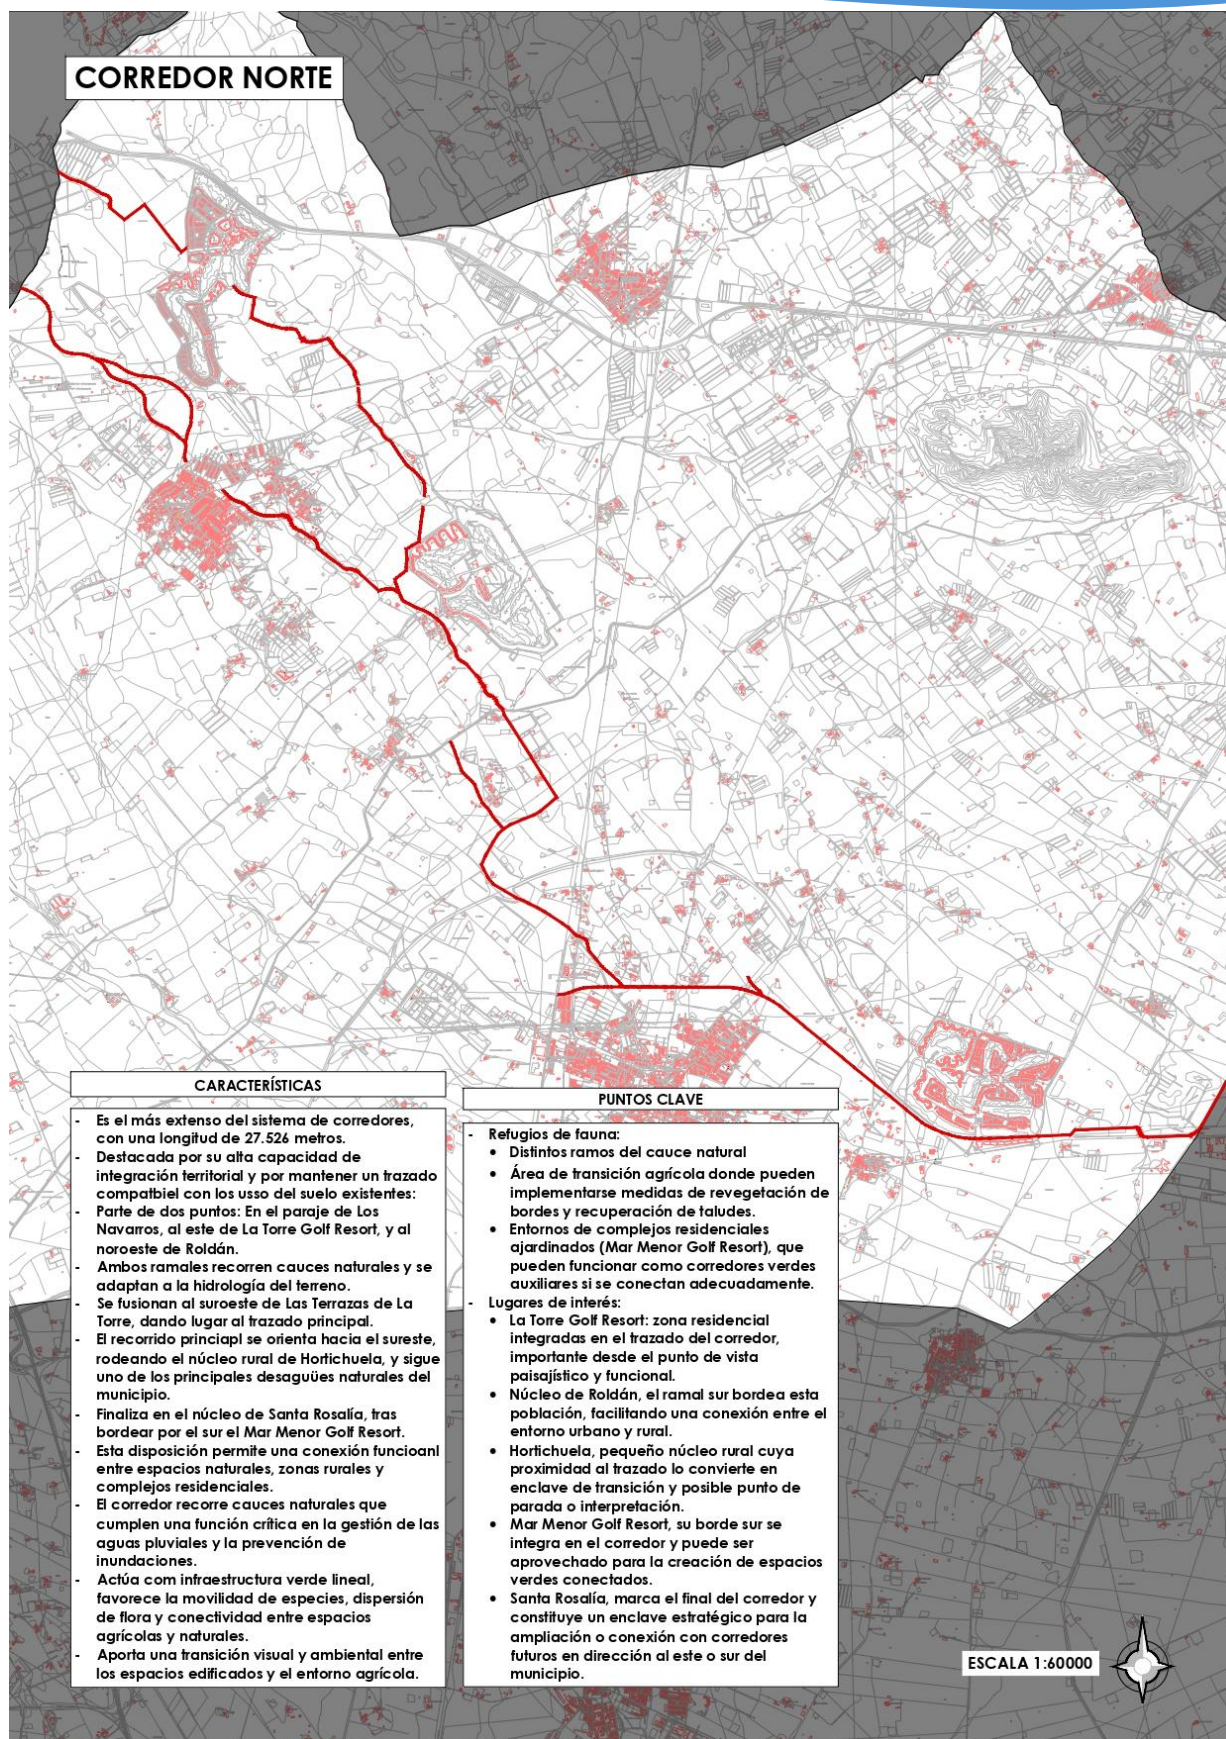 CORREDOR NORTE
CARACTERÍSTICAS
- Es el más extenso del sistema de corredores,
con una longitud de 27.526 metros.
- Destacada por su alta capacidad de
integración territorial y por mantener un trazado
compatbiel con los usso del suelo existentes:
- Parte de dos puntos: En el paraje de Los
Navarros, al este de La Torre Golf Resort, y al
noroeste de Roldán.
- Ambos ramales recorren cauces naturales y se
adaptan a la hidrología del terreno.
- Se fusionan al suroeste de Las Terrazas de La
Torre, dando lugar al trazado principal.
- El recorrido princiapl se orienta hacia el sureste,
rodeando el núcleo rural de Hortichuela, y sigue
uno de los principales desagües naturales del
municipio.
- Finaliza en el núcleo de Santa Rosalía, tras
bordear por el sur el Mar Menor Golf Resort.
- Esta disposición permite una conexión funcioanl
entre espacios naturales, zonas rurales y
complejos residenciales.
- El corredor recorre cauces naturales que
cumplen una función crítica en la gestión de las
aguas pluviales y la prevención de
inundaciones.
- Actúa com infraestructura verde lineal,
favorece la movilidad de especies, dispersión
de flora y conectividad entre espacios
agrícolas y naturales.
- Aporta una transición visual y ambiental entre
los espacios edificados y el entorno agrícola.
PUNTOS CLAVE
- Refugios de fauna:
• Distintos ramos del cauce natural
• Área de transición agrícola donde pueden
implementarse medidas de revegetación de
bordes y recuperación de taludes.
• Entornos de complejos residenciales
ajardinados (Mar Menor Golf Resort), que
pueden funcionar como corredores verdes
auxiliares si se conectan adecuadamente.
- Lugares de interés:
• La Torre Golf Resort: zona residencial
integradas en el trazado del corredor,
importante desde el punto de vista
paisajístico y funcional.
• Núcleo de Roldán, el ramal sur bordea esta
población, facilitando una conexión entre el
entorno urbano y rural.
• Hortichuela, pequeño núcleo rural cuya
proximidad al trazado lo convierte en
enclave de transición y posible punto de
parada o interpretación.
• Mar Menor Golf Resort, su borde sur se
integra en el corredor y puede ser
aprovechado para la creación de espacios
verdes conectados.
• Santa Rosalía, marca el final del corredor y
constituye un enclave estratégico para la
ampliación o conexión con corredores
futuros en dirección al este o sur del
municipio.
ESCALA 1:60000